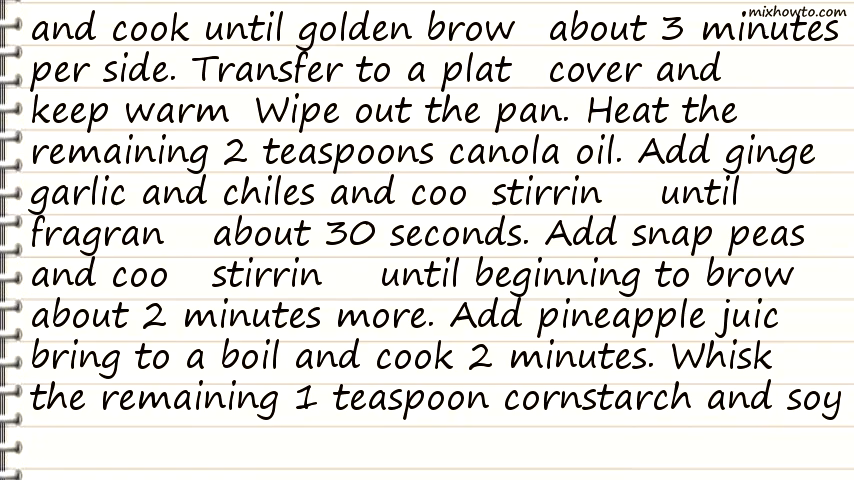 mixhowto.com
and cook until golden brow about 3 minutes
per side. Transfer to a plat cover and
keep warm Wipe out the pan. Heat the
remaining 2 teaspoons canola oil. Add ginge
garlic and chiles and coo stirrin until
fragran about 30 seconds. Add snap peas
and coo stirrin until beginning to brow
about 2 minutes more. Add pineapple juic
bring to a boil and cook 2 minutes. Whisk
the remaining 1 teaspoon cornstarch and soy